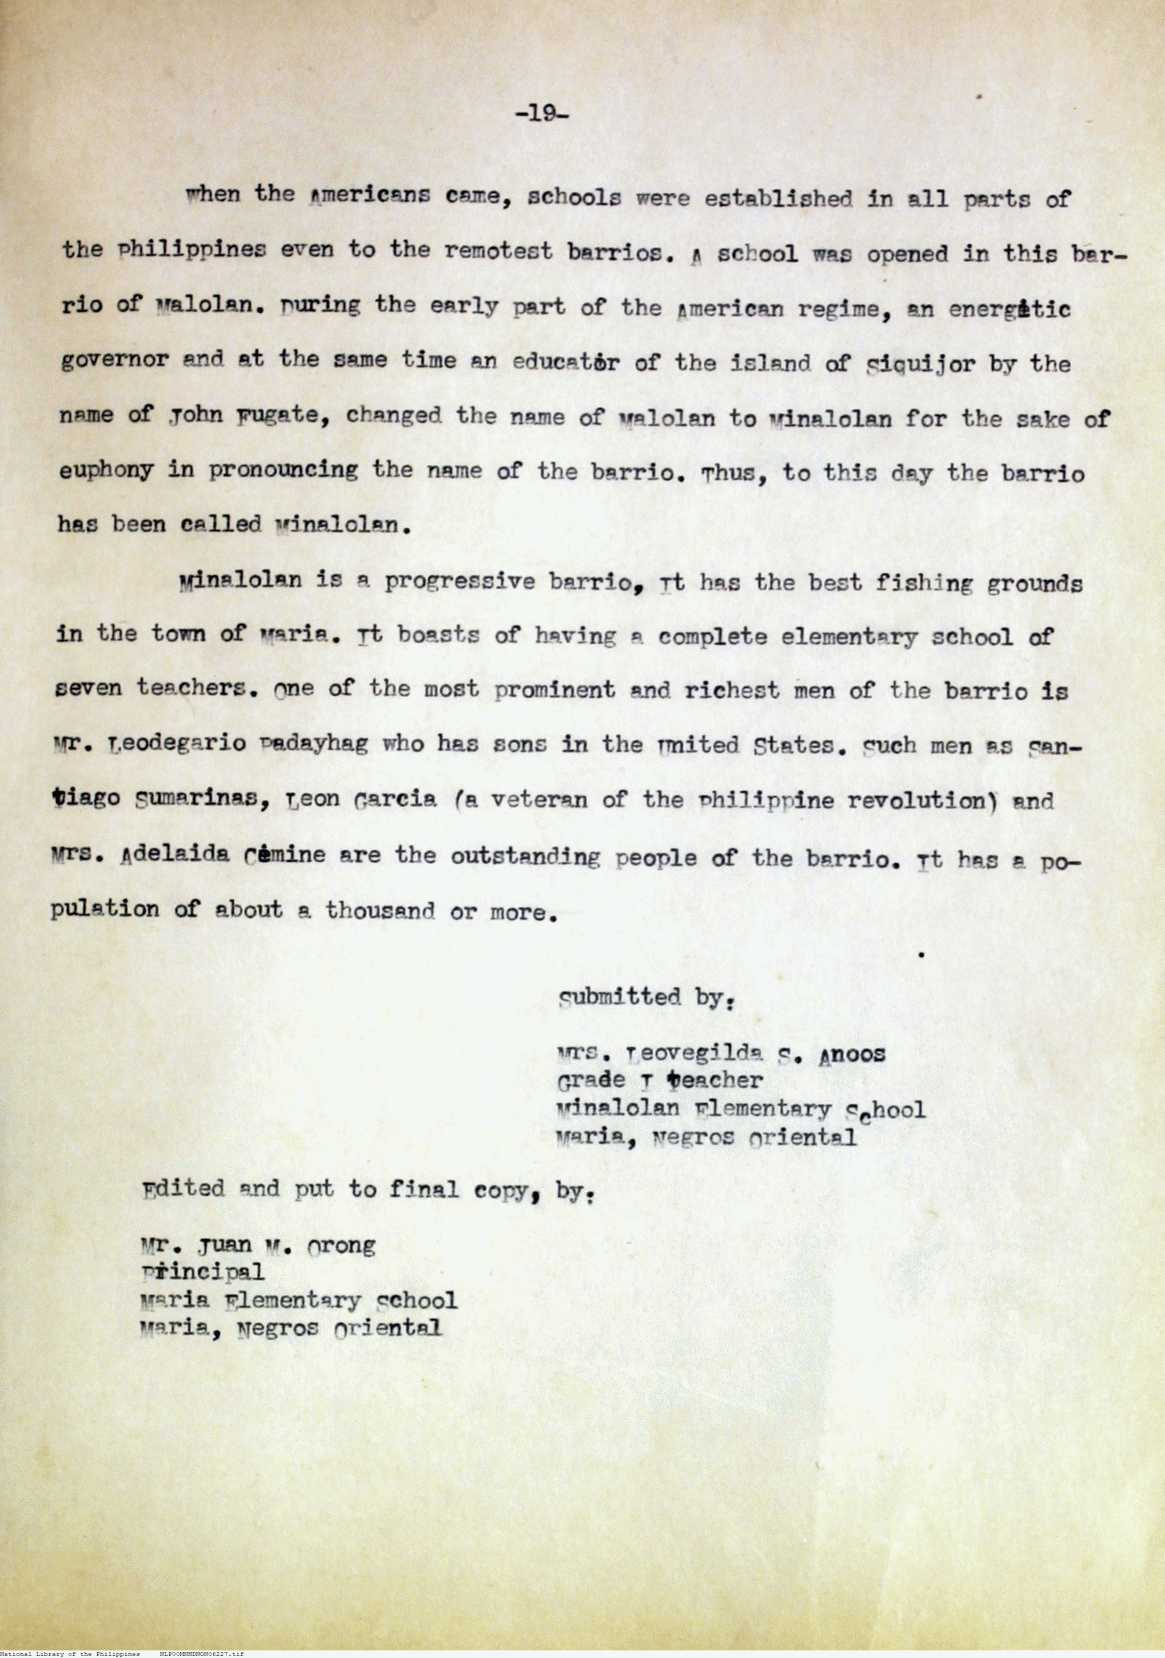 -19-
When the Americans came, schools were established in all parts of
the Philippines even to the remotest barrios. A school was opened in this bar-
rio of Malolan. During the early part of the American regime, an energetic
governor and at the same time an educator of the island of Siquijor by the
name of John Fugate, changed the name of Malolan to Minalolan for the sake of
euphony in pronouncing the name of the barrio. Thus, to this day the barrio
has been called Minalolan.
Minalolan is a progressive barrio, It has the best fishing grounds
in the town of Maria. It boasts of having a complete elementary school of
seven teachers. One of the most prominent and richest men of the barrio is
Mr. Leodegario Padayhag who has sons in the United States. Such men as San-
tiago Sumarinas, Leon Garcia (a veteran of the Philippine revolution) and
Mrs. Adelaida Camine are the outstanding people of the barrio. It has a po-
pulation of about a thousand or more.
Submitted by:
Mrs. Leovegilda S. Anoos
Grade I teacher
Minalolan Elementary School
Maria, Negros Oriental
Edited and put to final copy, by:
Mr. Juan M. Orong
Principal
Maria Elementary School
Maria, Negros Oriental
National Library of the Philippines